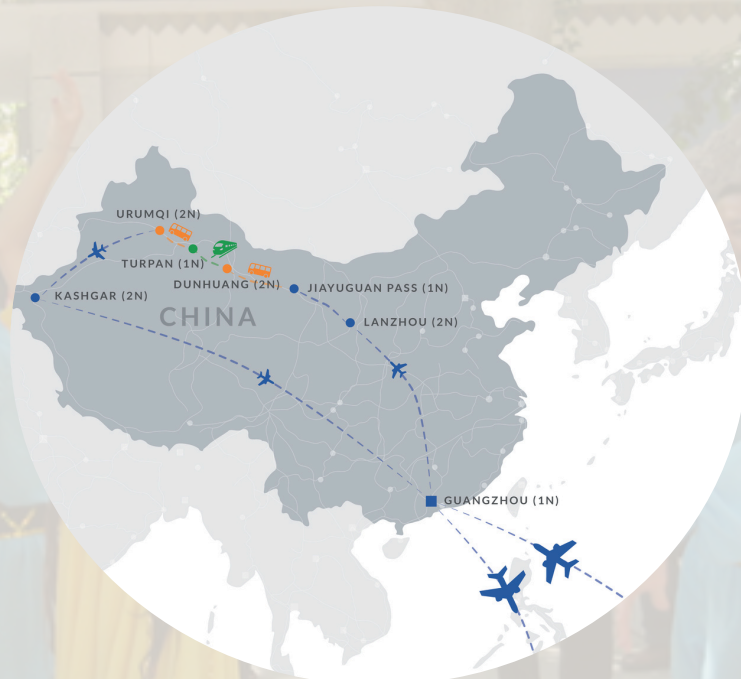 URUMQI (2N)
TURPAN (1N)
DUNHUANG (2N)
JIAYUGUAN PASS (1N)
KASHGAR (2N)
CHINA
LANZHOU (2N)
GUANGZHOU (1N)